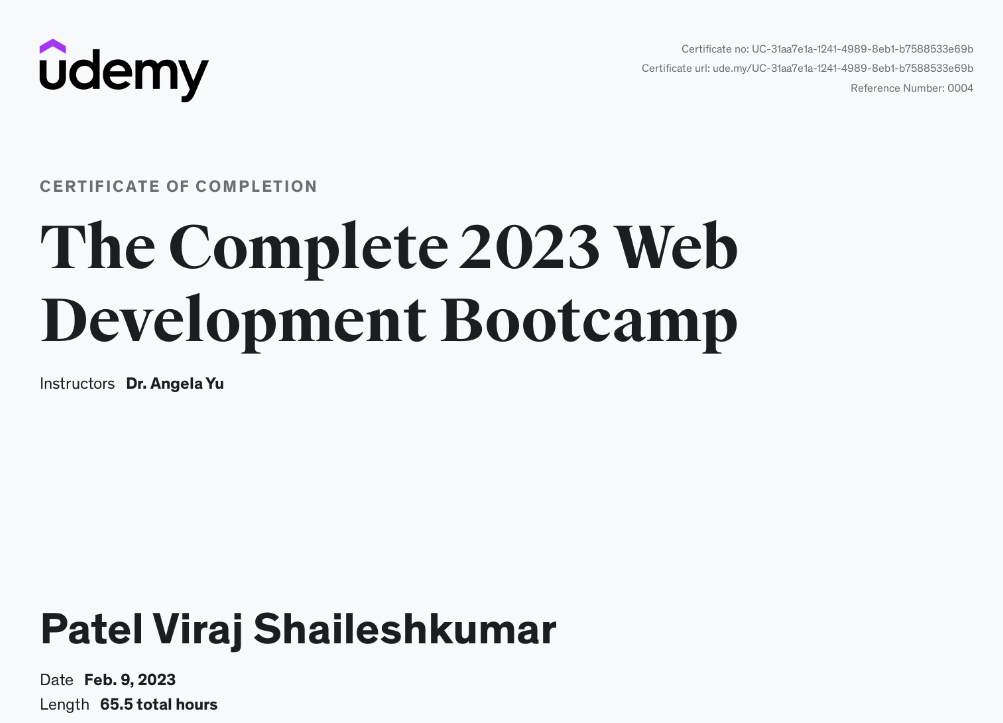 udemy
Certificate no: UC-31aa7e1a-1241-4989-8eb1-b7588533e69b
Certificate url: ude.my/UC-31aa7e1a-1241-4989-8eb1-b7588533e69b
Reference Number: 0004
CERTIFICATE OF COMPLETION
The Complete 2023 Web
Development Bootcamp
Instructors Dr. Angela Yu
Patel Viraj Shaileshkumar
Date Feb. 9, 2023
Length 65.5 total hours